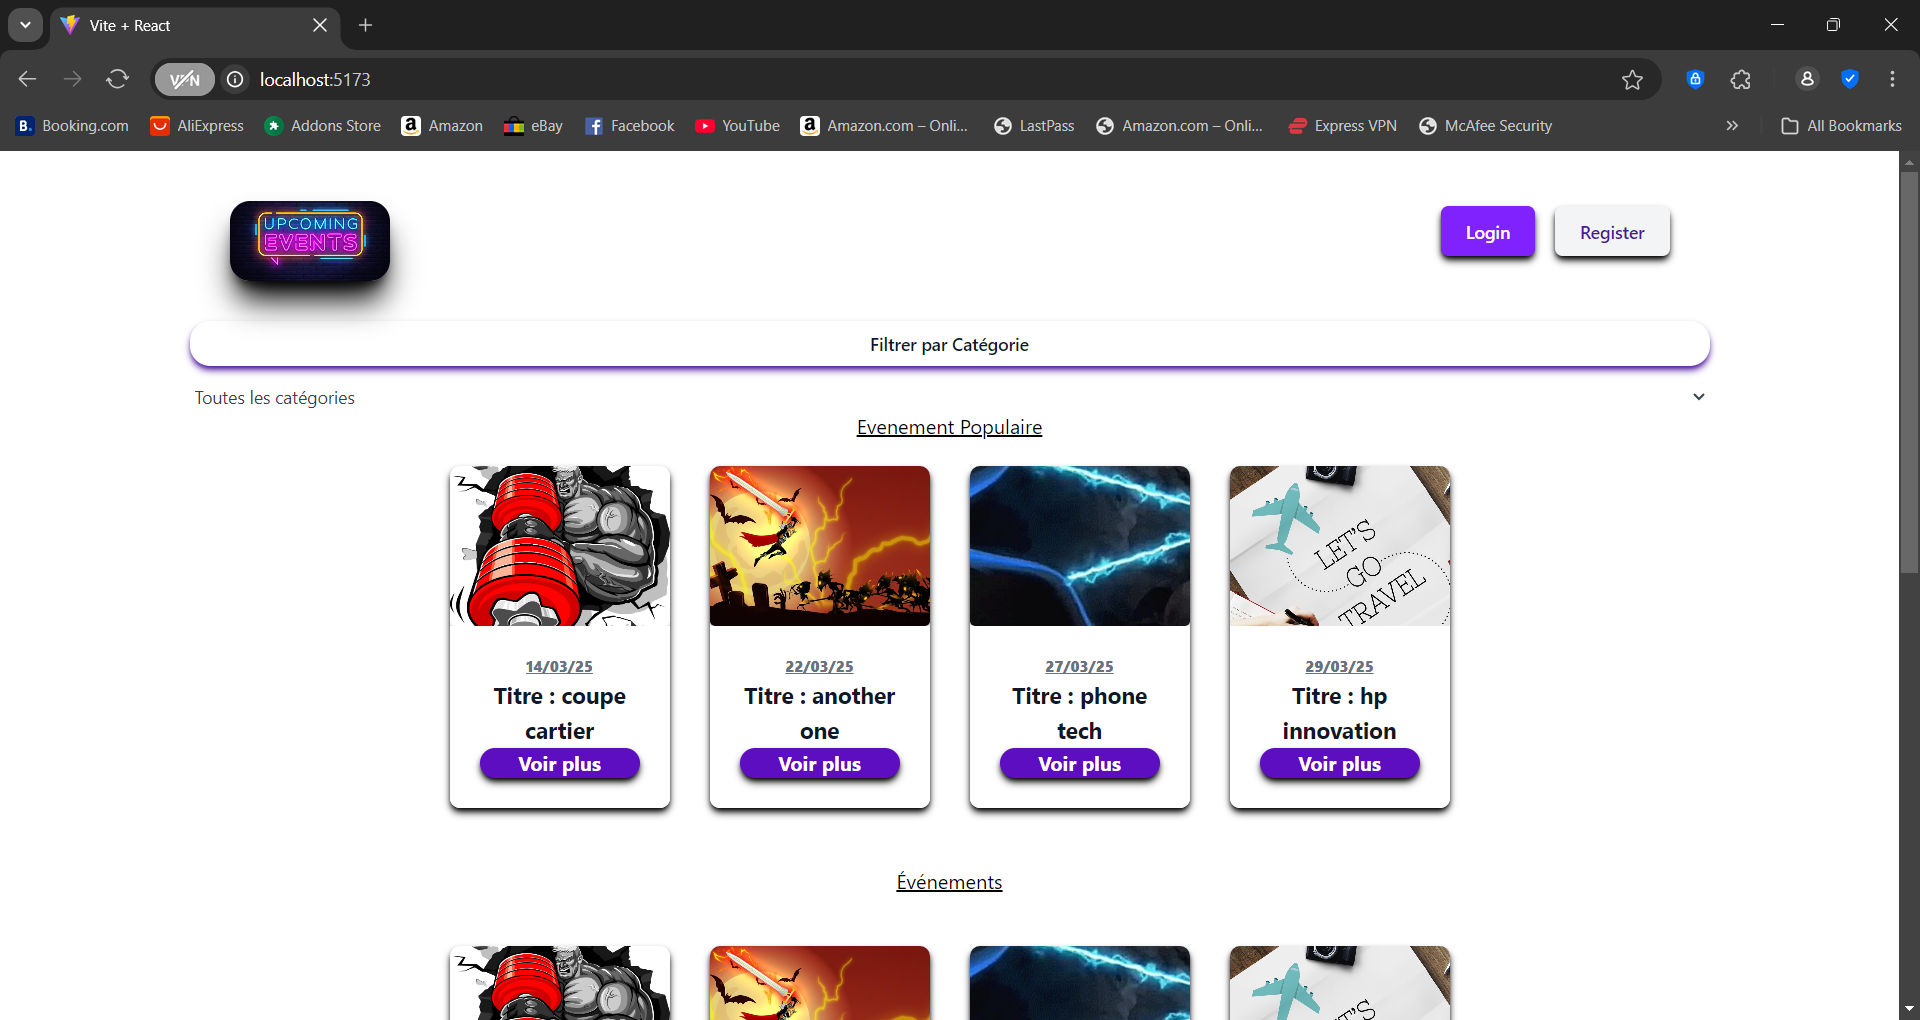 Vite + React
VPN
localhost:5173
B. Booking.com
AliExpress
Addons Store
a Amazon
eBay
f Facebook
YouTube
a Amazon.com – Onli...
LastPass
Amazon.com – Onli...
Express VPN
McAfee Security
All Bookmarks
UPCOMING
EVENTS
Login
Register
Filtrer par Catégorie
Toutes les catégories
Evenement Populaire
LET'S
GO
TRAVEL
14/03/25
Titre : coupe
cartier
Voir plus
22/03/25
Titre : another
one
Voir plus
27/03/25
Titre : phone
tech
Voir plus
29/03/25
Titre : hp
innovation
Voir plus
Événements
LET'S